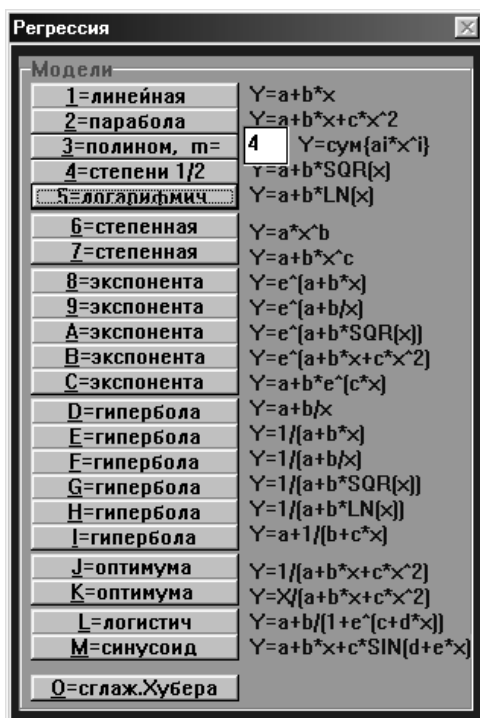 Регрессия
Модели
1=линейная Y=a+b*x
2=парабола Y=a+b*x+c*x^2
3=полином, m= 4 Y=сум{ai*x^i}
4=степени 1/2 Y=a+b*SQR(x)
5=логарифмич Y=a+b*LN(x)
6=степенная Y=a*x^b
7=степенная Y=a+b*x^c
8=экспонента Y=e^(a+b*x)
9=экспонента Y=e^(a+b/x)
A=экспонента Y=e^(a+b*SQR(x))
B=экспонента Y=e^(a+b*x+c*x^2)
C=экспонента Y=a+b*e^(c*x)
D=гипербола Y=a+b/x
E=гипербола Y=1/(a+b*x)
F=гипербола Y=1/(a+b/x)
G=гипербола Y=1/(a+b*SQR(x))
H=гипербола Y=1/(a+b*LN(x))
I=гипербола Y=a+1/(b+c*x)
J=оптимума Y=1/(a+b*x+c*x^2)
K=оптимума Y=X/(a+b*x+c*x^2)
L=логистич Y=a+b/(1+e^(c+d*x))
M=синусоид Y=a+b*x+c*SIN(d+e*x)
O=сглаж.Хубера